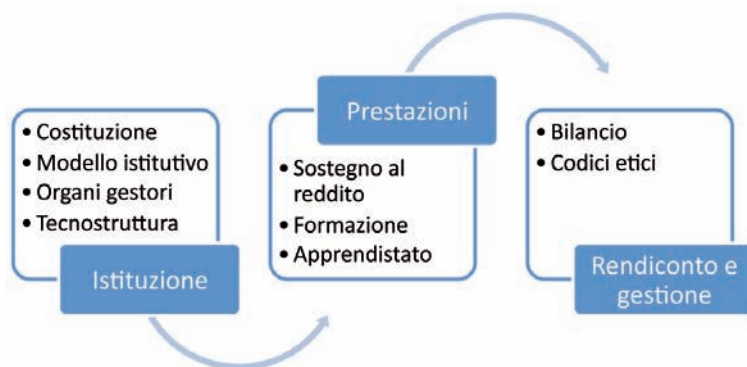 • Costituzione
• Modello istitutivo
• Organi gestori
• Tecnostruttura
Istituzione
Prestazioni
• Sostegno al
reddito
• Formazione
• Apprendistato
• Bilancio
• Codici etici
Rendiconto e
gestione